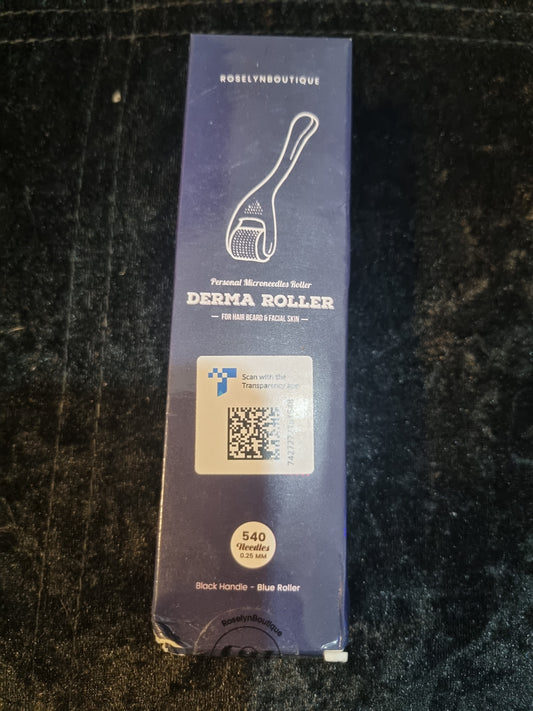 ROSELYNBOUTIQUE
Personal Microneedles Roller
DERMA ROLLER
— FOR HAIR BEARD & FACIAL SKIN —
Scan with the
Transparency App
540
Needles
0.25 MM
Black Handle - Blue Roller
RoselynBoutique